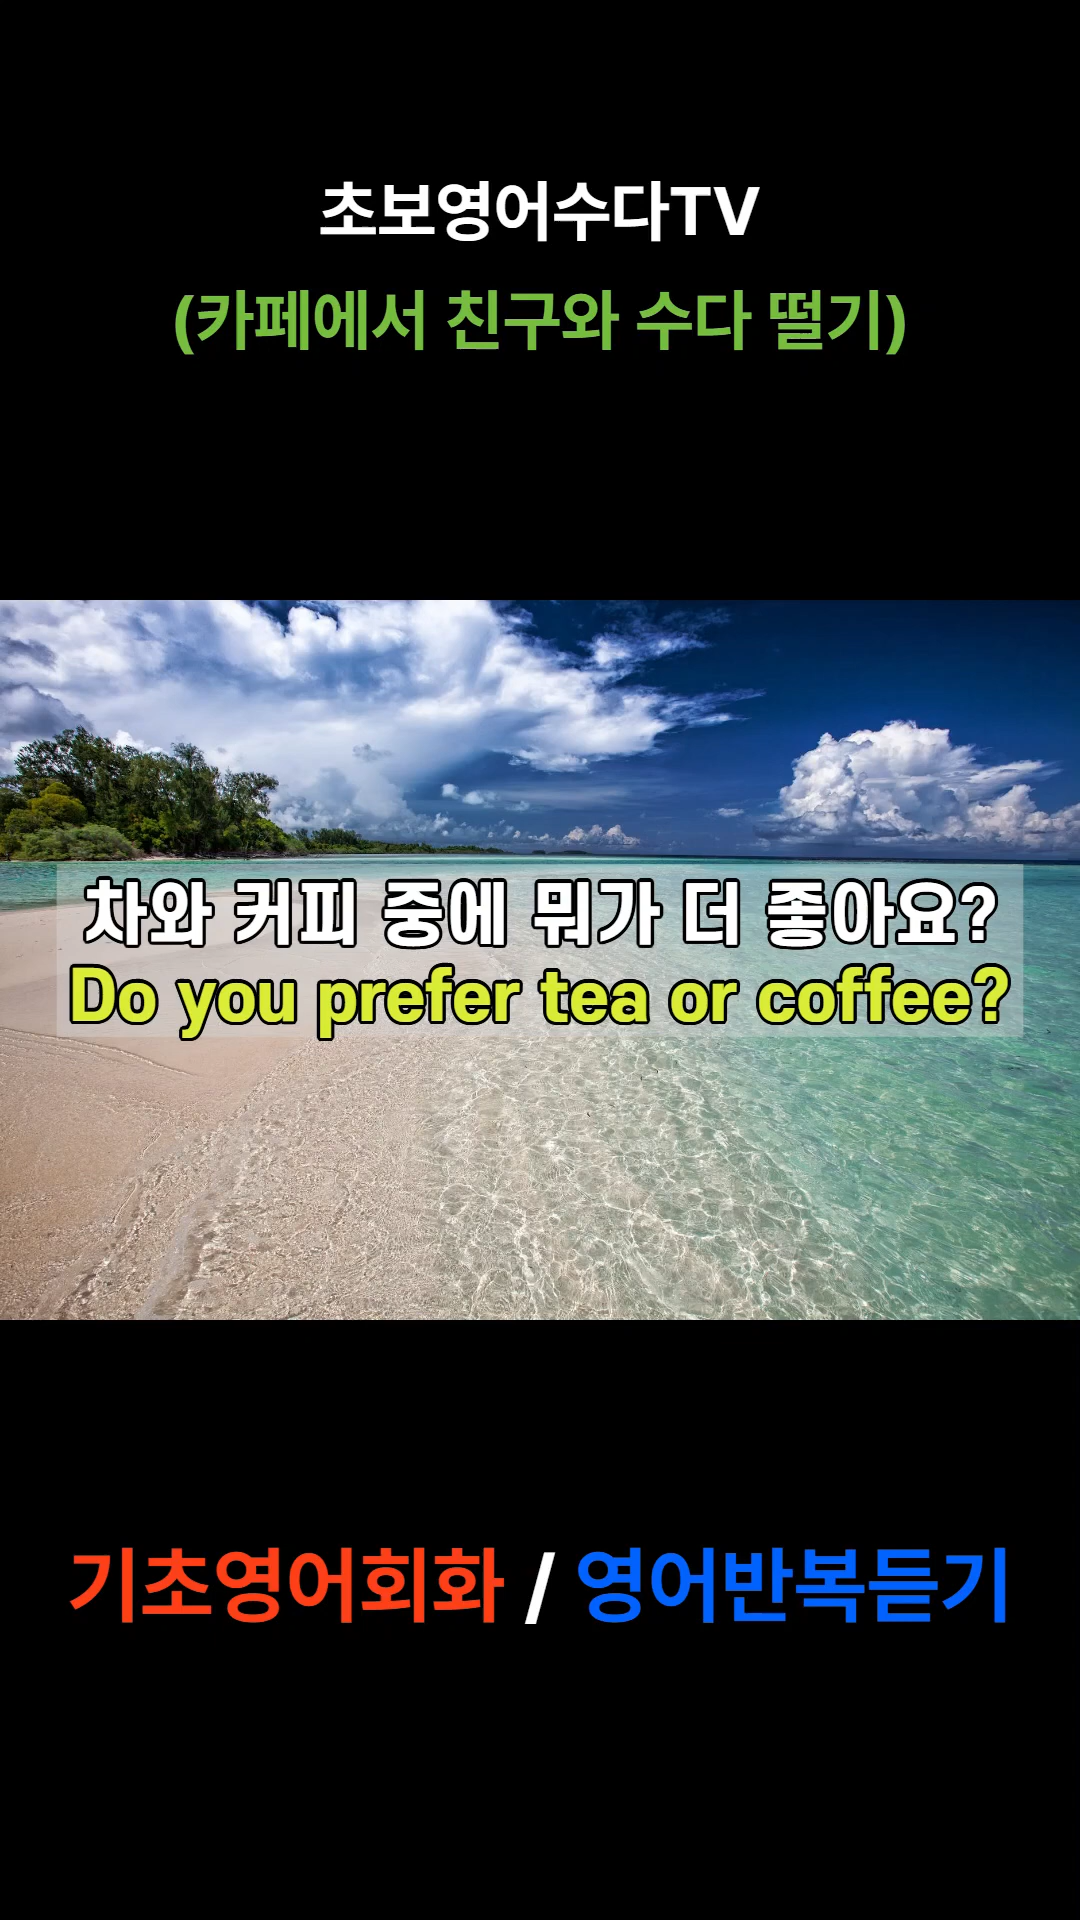 초보영어수다TV
(카페에서 친구와 수다 떨기)
차와 커피 중에 뭐가 더 좋아요?
Do you prefer tea or coffee?
기초영어회화 / 영어반복듣기